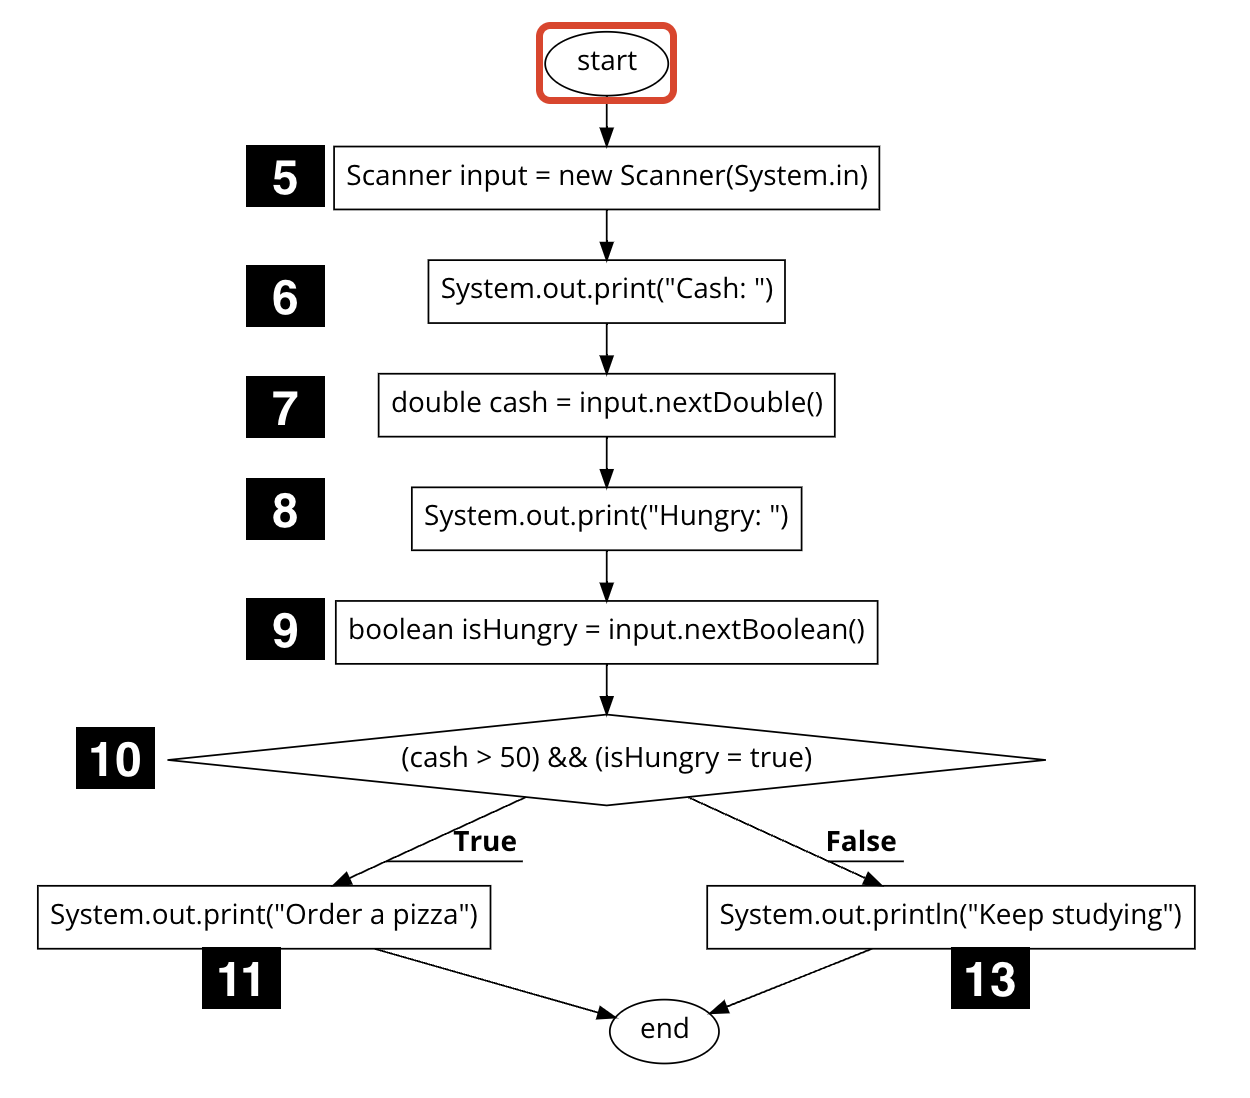 start
5
Scanner input = new Scanner(System.in)
6
System.out.print("Cash: ")
7
double cash = input.nextDouble()
8
System.out.print("Hungry: ")
9
boolean isHungry = input.nextBoolean()
10
(cash > 50) && (isHungry = true)
True
False
System.out.print("Order a pizza")
System.out.println("Keep studying")
11
13
end